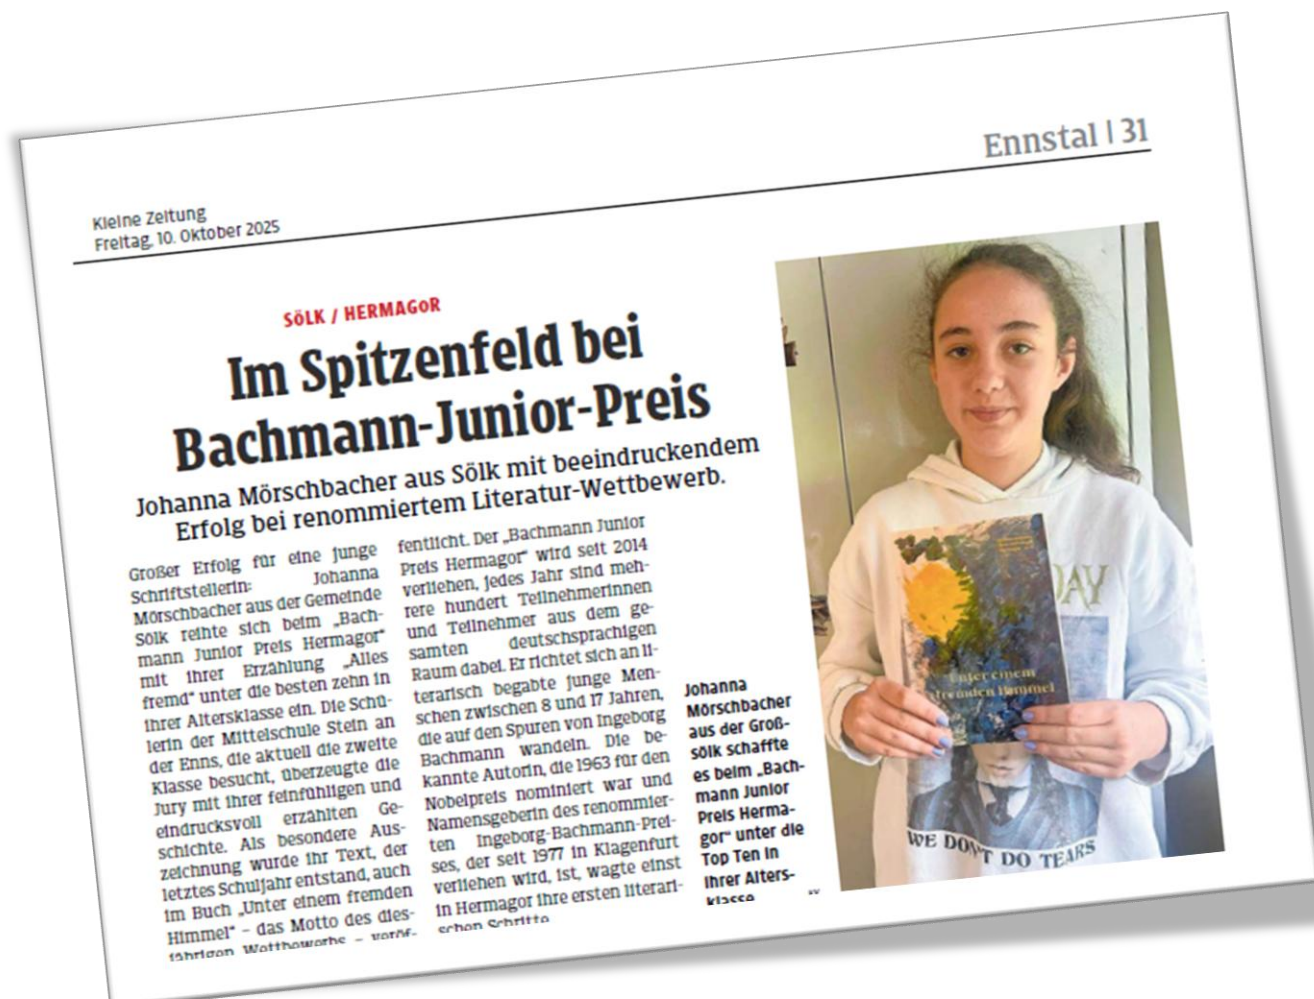 Ennstal | 31
Kleine Zeitung
Freitag, 10. Oktober 2025
SÖLK / HERMAGOR
Im Spitzenfeld bei
Bachmann-Junior-Preis
Johanna Mörschbacher aus Sölk mit beeindruckendem
Erfolg bei renommiertem Literatur-Wettbewerb.
Großer Erfolg für eine junge
Schriftstellerin: Johanna
Mörschbacher aus der Gemeinde
Sölk reihte sich beim „Bach-
mann Junior Preis Hermagor“
mit ihrer Erzählung „Alles
fremd“ unter die besten zehn in
ihrer Altersklasse ein. Die Schü-
lerin der Mittelschule Stein an
der Enns, die aktuell die zweite
Klasse besucht, überzeugte die
Jury mit ihrer feinfühligen und
eindrucksvoll erzählten Ge-
schichte. Als besondere Aus-
zeichnung wurde ihr Text, der
letztes Schuljahr entstand, auch
im Buch „Unter einem fremden
Himmel“ – das Motto des dies-
jährigen Wettbewerbs – veröf-
fentlicht. Der „Bachmann Junior
Preis Hermagor“ wird seit 2014
verliehen, jedes Jahr sind meh-
rere hundert Teilnehmerinnen
und Teilnehmer aus dem ge-
samten deutschsprachigen
Raum dabei. Er richtet sich an li-
terarisch begabte junge Men-
schen zwischen 8 und 17 Jahren,
die auf den Spuren von Ingeborg
Bachmann wandeln. Die be-
kannte Autorin, die 1963 für den
Nobelpreis nominiert war und
Namensgeberin des renommier-
ten Ingeborg-Bachmann-Prei-
ses, der seit 1977 in Klagenfurt
verliehen wird, ist, wagte einst
in Hermagor ihre ersten literari-
schen Schritte.
Johanna
Mörschbacher
aus der Groß-
sölk schaffte
es beim „Bach-
mann Junior
Preis Herma-
gor“ unter die
Top Ten in
ihrer Alters-
klasse
Unter einem
fremden Himmel
DAY
WE DON'T DO TEARS